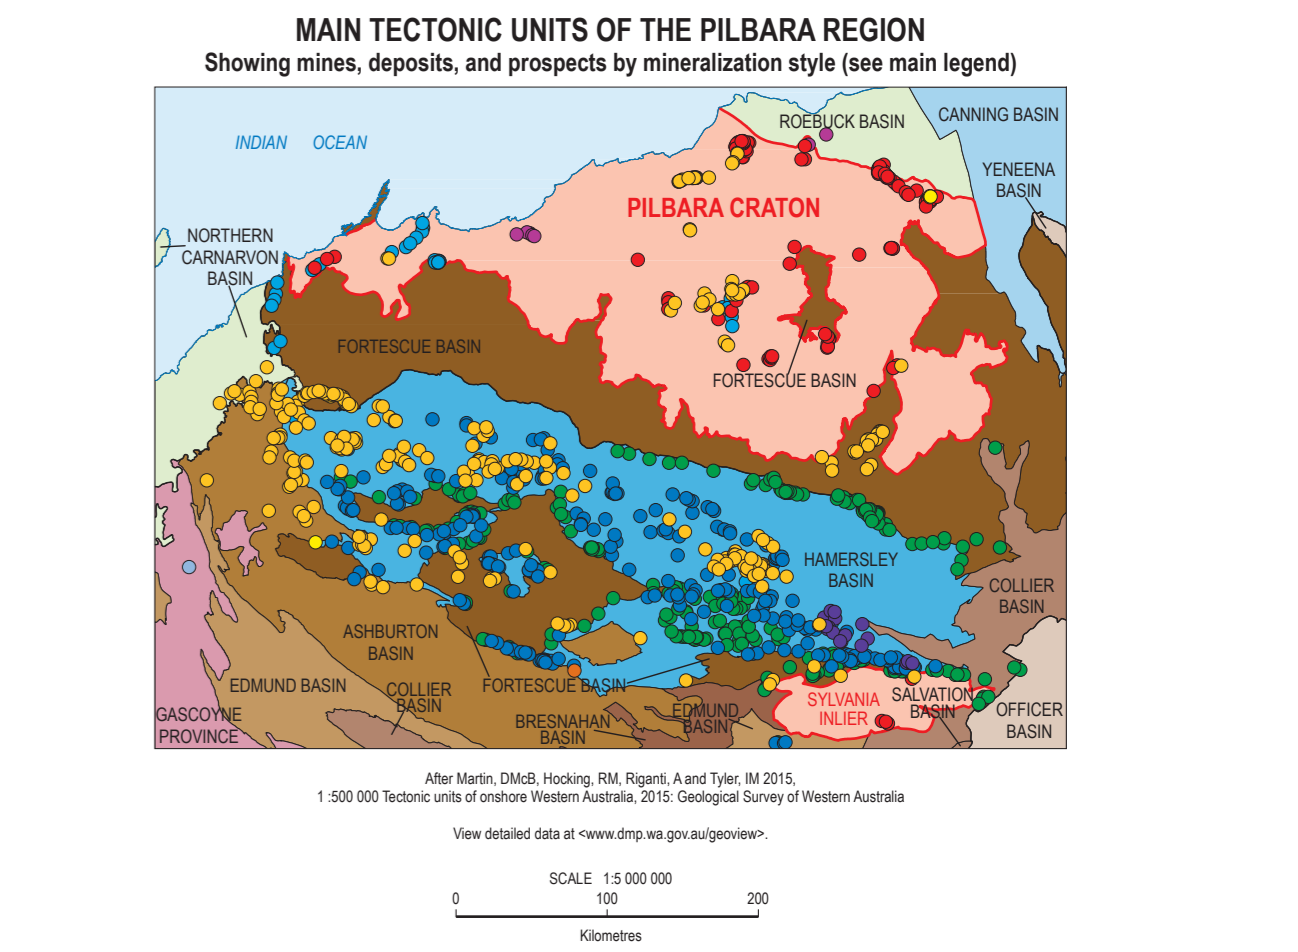 MAIN TECTONIC UNITS OF THE PILBARA REGION
Showing mines, deposits, and prospects by mineralization style (see main legend)
INDIAN OCEAN
ROEBUCK BASIN
CANNING BASIN
YENEENA
BASIN
PILBARA CRATON
NORTHERN
CARNARVON
BASIN
FORTESCUE BASIN
FORTESCUE BASIN
HAMERSLEY
BASIN
COLLIER
BASIN
ASHBURTON
BASIN
EDMUND BASIN
COLLIER
BASIN
FORTESCUE BASIN
GASCOYNE
PROVINCE
BRESNAHAN
BASIN
EDMUND
BASIN
SYLVANIA
INLIER
SALVATION
BASIN
OFFICER
BASIN
After Martin, DMcB, Hocking, RM, Riganti, A and Tyler, IM 2015,
1 :500 000 Tectonic units of onshore Western Australia, 2015: Geological Survey of Western Australia
View detailed data at <www.dmp.wa.gov.au/geoview>.
SCALE 1:5 000 000
0 100 200
Kilometres